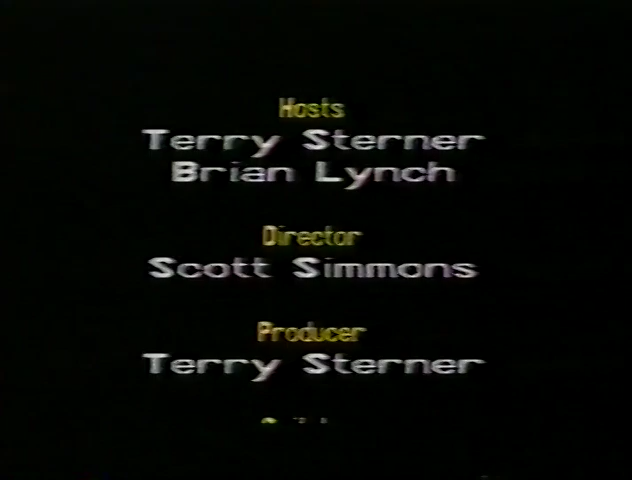 Hosts
Terry Sterner
Brian Lynch
Director
Scott Simmons
Producer
Terry Sterner